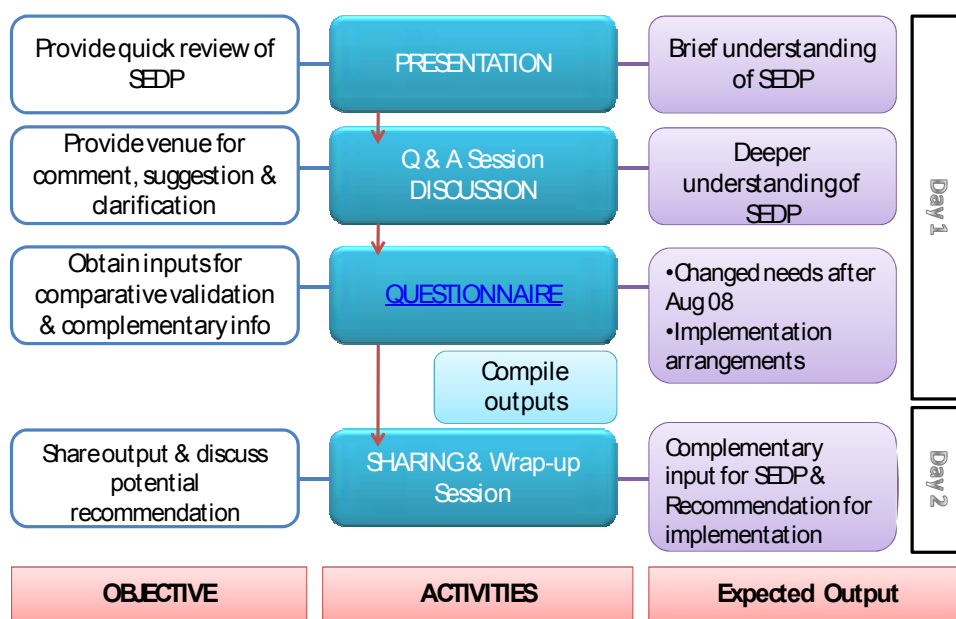 Provide quick review of
SEDP
PRESENTATION
Brief understanding
of SEDP
Provide venue for
comment, suggestion &
clarification
Q & A Session
DISCUSSION
Deeper
understanding of
SEDP
Day 1
Obtain inputs for
comparative validation
& complementary info
QUESTIONNAIRE
•Changed needs after
Aug 08
•Implementation
arrangements
Compile
outputs
Share output & discuss
potential
recommendation
SHARING & Wrap-up
Session
Complementary
input for SEDP &
Recommendation for
implementation
Day 2
OBJECTIVE
ACTIVITIES
Expected Output